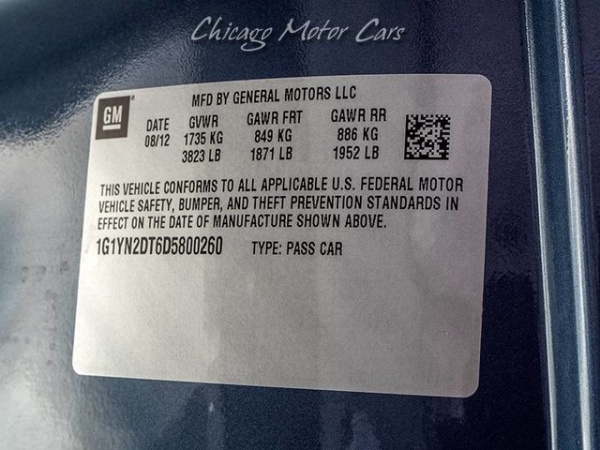 Chicago Motor Cars
GM
MFD BY GENERAL MOTORS LLC
DATE GVWR GAWR FRT GAWR RR
08/12 1735 KG 849 KG 886 KG
3823 LB 1871 LB 1952 LB
THIS VEHICLE CONFORMS TO ALL APPLICABLE U.S. FEDERAL MOTOR
VEHICLE SAFETY, BUMPER, AND THEFT PREVENTION STANDARDS IN
EFFECT ON THE DATE OF MANUFACTURE SHOWN ABOVE.
1G1YN2DT6D5800260 TYPE: PASS CAR